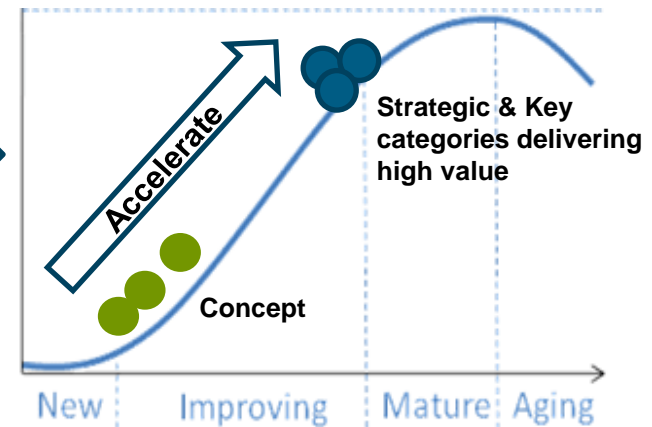 Accelerate
Strategic & Key
categories delivering
high value
Concept
New
Improving
Mature
Aging